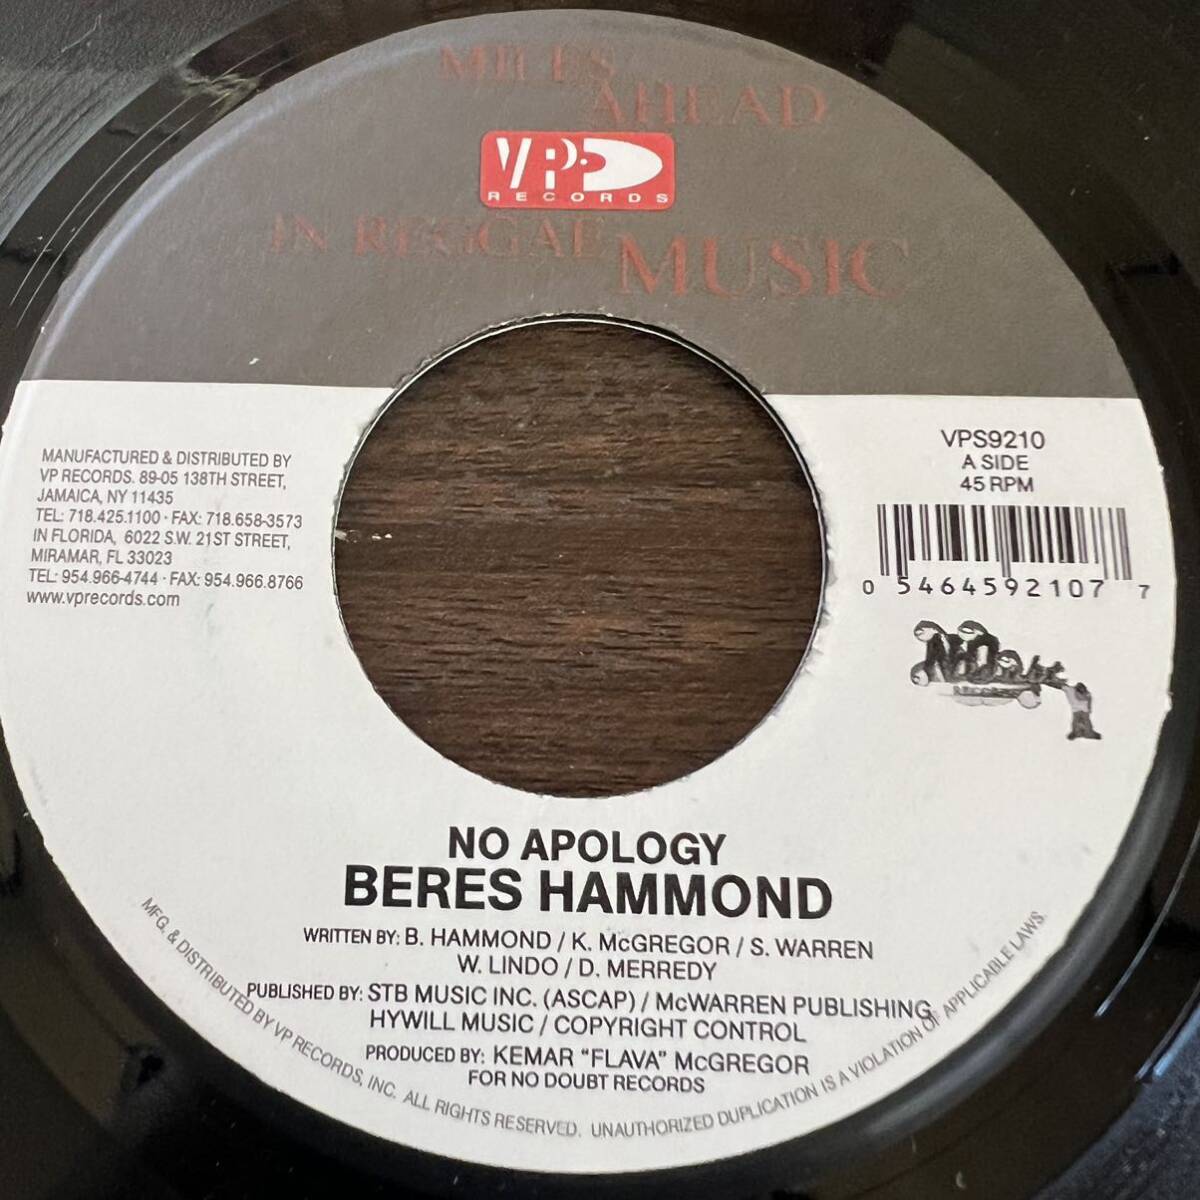 MILES
AHEAD
VP
RECORDS
IN REGGAE
MUSIC
MANUFACTURED & DISTRIBUTED BY
VP RECORDS. 89-05 138TH STREET,
JAMAICA, NY 11435
TEL: 718.425.1100 · FAX: 718.658-3573
IN FLORIDA, 6022 S.W. 21ST STREET,
MIRAMAR, FL 33023
TEL: 954.966-4744 · FAX: 954.966.8766
www.vprecords.com
VPS9210
A SIDE
45 RPM
0 54645 92107 7
No Doubt
RECORDS
NO APOLOGY
BERES HAMMOND
WRITTEN BY: B. HAMMOND / K. McGREGOR / S. WARREN
W. LINDO / D. MERREDY
PUBLISHED BY: STB MUSIC INC. (ASCAP) / McWARREN PUBLISHING
HYWILL MUSIC / COPYRIGHT CONTROL
PRODUCED BY: KEMAR "FLAVA" McGREGOR
FOR NO DOUBT RECORDS
MFG. & DISTRIBUTED BY VP RECORDS, INC. ALL RIGHTS RESERVED. UNAUTHORIZED DUPLICATION IS A VIOLATION OF APPLICABLE LAWS.